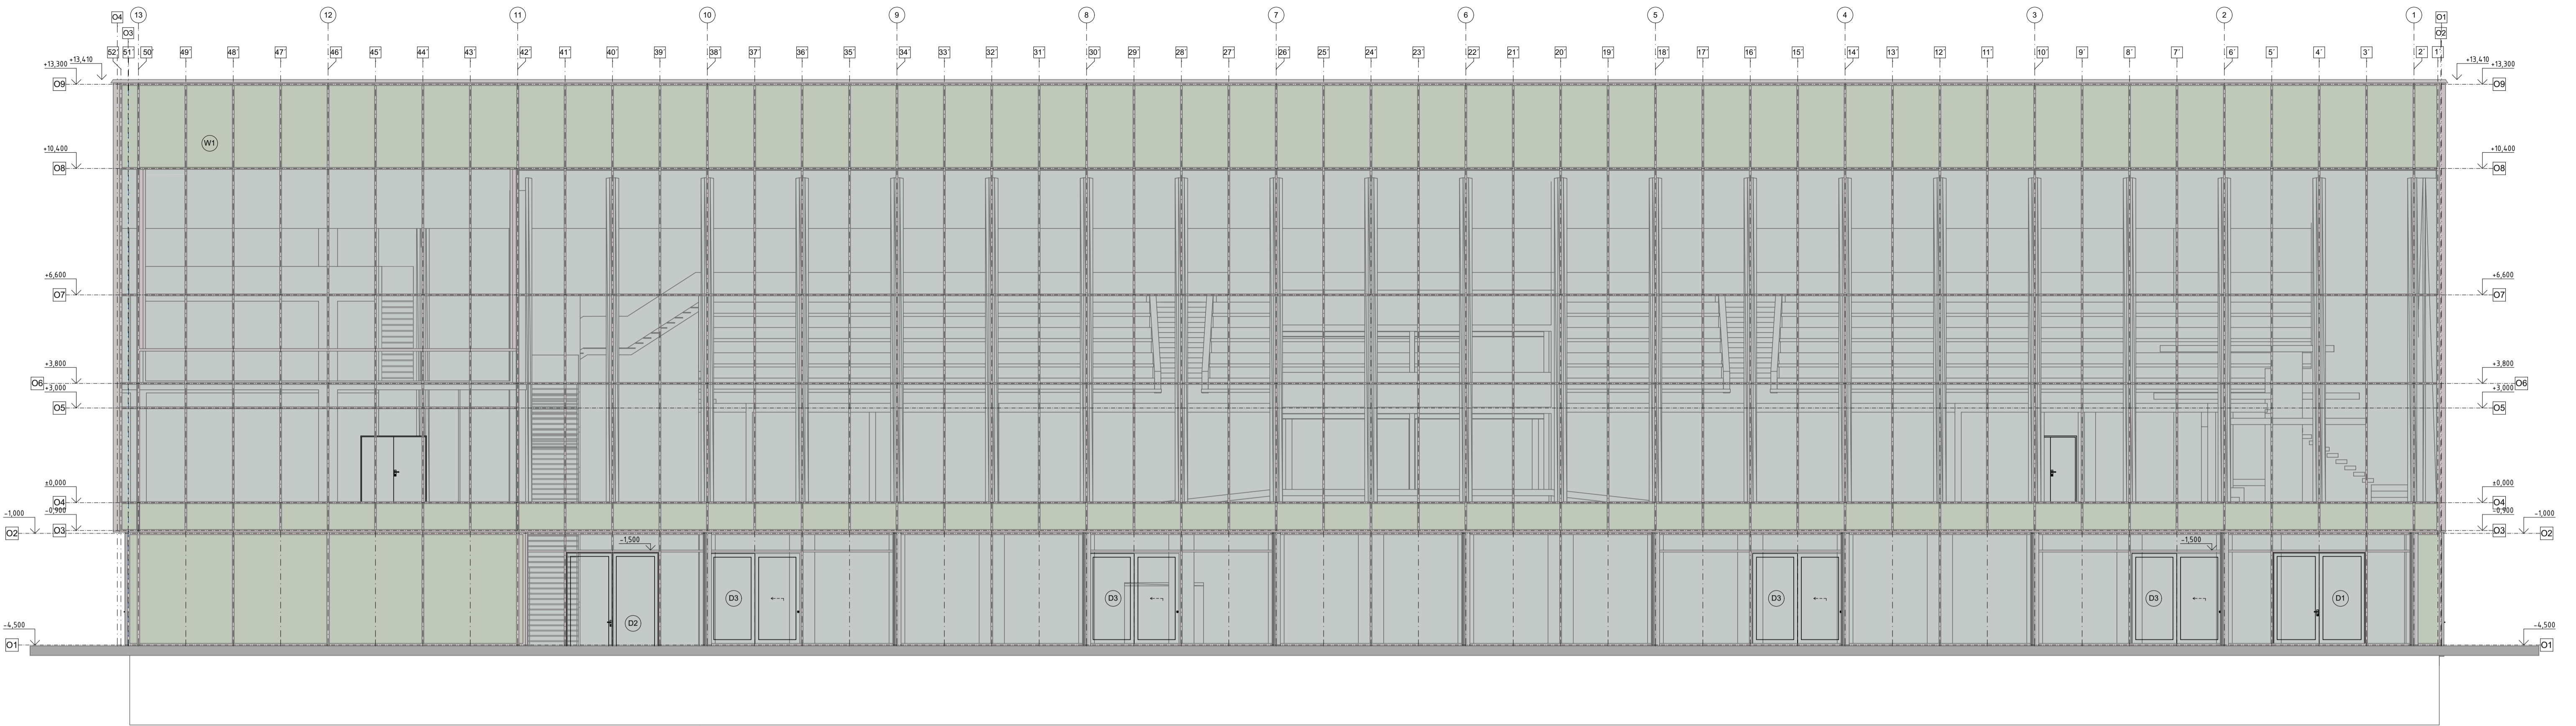 O4 13 12 11 10 9 8 7 6 5 4 3 2 1 O1
O3 O2
52´ 51´ 50´ 49´ 48´ 47´ 46´ 45´ 44´ 43´ 42´ 41´ 40´ 39´ 38´ 37´ 36´ 35´ 34´ 33´ 32´ 31´ 30´ 29´ 28´ 27´ 26´ 25´ 24´ 23´ 22´ 21´ 20´ 19´ 18´ 17´ 16´ 15´ 14´ 13´ 12´ 11´ 10´ 9´ 8´ 7´ 6´ 5´ 4´ 3´ 2´ 1´
+13,300 +13,410 +13,410 +13,300
O9 O9
W1
+10,400 +10,400
O8 O8
+6,600 +6,600
O7 O7
+3,800 +3,800
O6 O6
+3,000 +3,000
O5 O5
±0,000 ±0,000
O4 O4
-0,900 -0,900
-1,000 -1,000
O3 O3
O2 O2
-1,500 -1,500
D3 D3 D3 D3 D1
D2
-4,500 -4,500
O1 O1